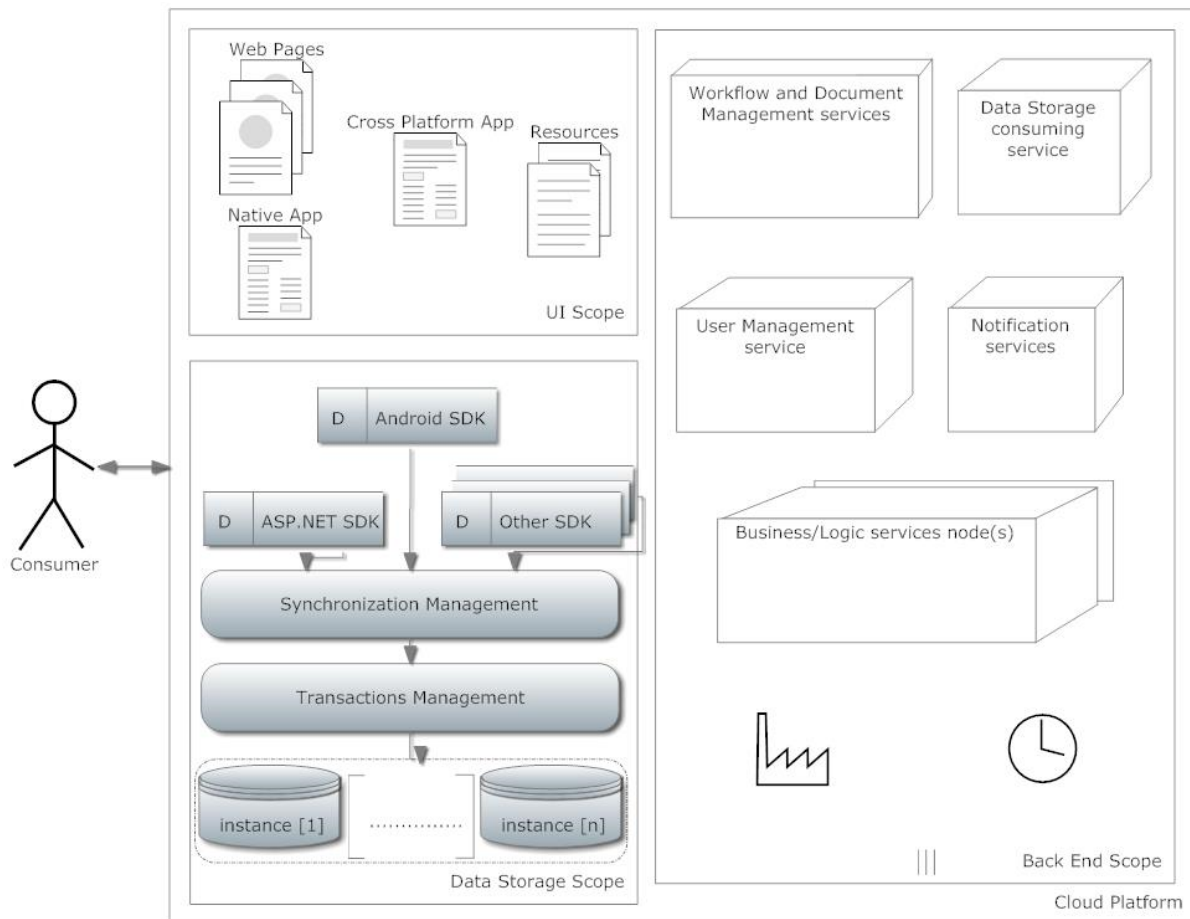 Web Pages
Cross Platform App
Resources
Native App
UI Scope
Workflow and Document
Management services
Data Storage
consuming
service
User Management
service
Notification
services
Business/Logic services node(s)
Back End Scope
Consumer
D Android SDK
D ASP.NET SDK
D Other SDK
Synchronization Management
Transactions Management
instance [1]
..................
instance [n]
Data Storage Scope
Cloud Platform